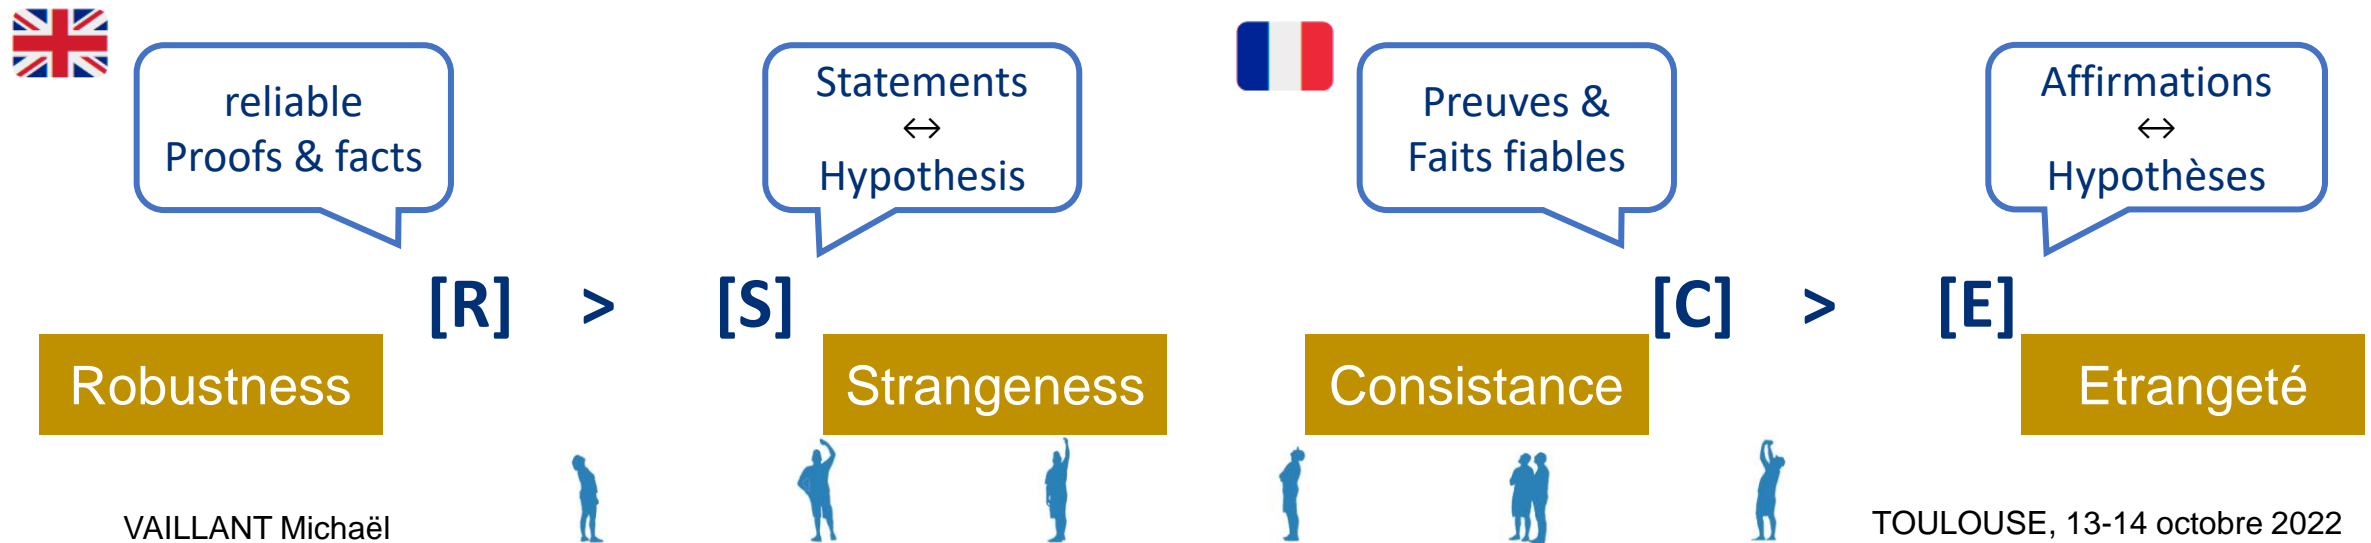 reliable
Proofs & facts
Statements
↔
Hypothesis
Preuves &
Faits fiables
Affirmations
↔
Hypothèses
[R] > [S]
[C] > [E]
Robustness
Strangeness
Consistance
Etrangeté
VAILLANT Michaël
TOULOUSE, 13-14 octobre 2022